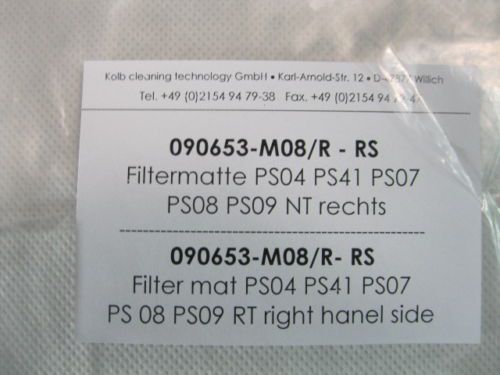 Kolb cleaning technology GmbH • Karl-Arnold-Str. 12 • Willich
Tel. +49 (0)2154 94 79-38 Fax. +49 (0)2154 94
090653-M08/R - RS
Filtermatte PS04 PS41 PS07
PS08 PS09 NT rechts
090653-M08/R- RS
Filter mat PS04 PS41 PS07
PS 08 PS09 RT right hanel side